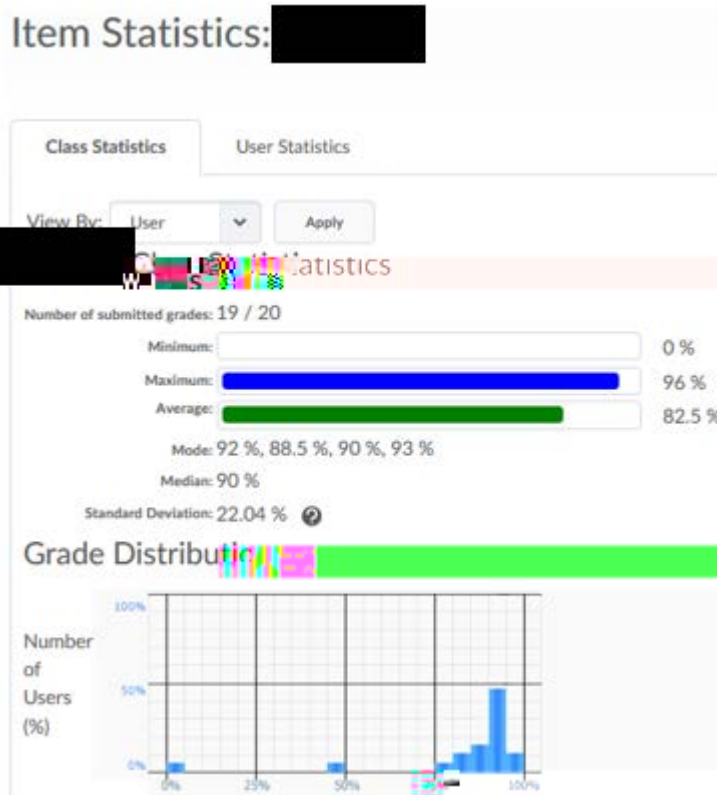 Item Statistics:
Class Statistics
User Statistics
View By: User Apply
Statistics
Number of submitted grades: 19 / 20
Minimum: 0 %
Maximum: 96 %
Average: 82.5 %
Mode: 92 %, 88.5 %, 90 %, 93 %
Median: 90 %
Standard Deviation: 22.04 %
Grade
100%
Number
of
Users
(%)
50%
0%
0% 25% 50% 100%